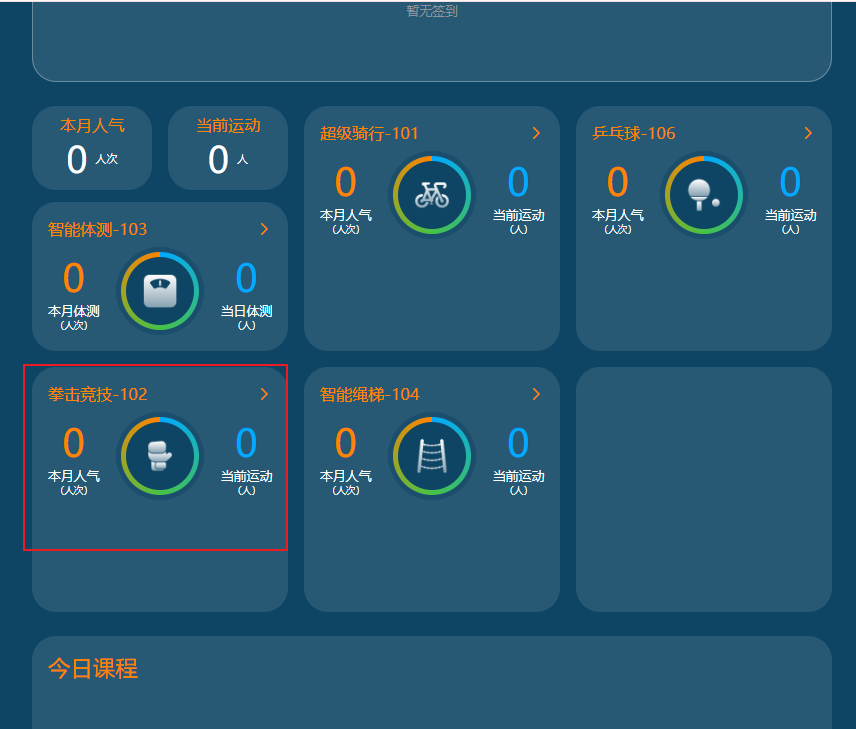 暂无签到
本月人气
0 人次
当前运动
0 人
智能体测-103
0
本月体测
(人次)
0
当日体测
(人)
超级骑行-101
0
本月人气
(人次)
0
当前运动
(人)
乒乓球-106
0
本月人气
(人次)
0
当前运动
(人)
拳击竞技-102
0
本月人气
(人次)
0
当前运动
(人)
智能绳梯-104
0
本月人气
(人次)
0
当前运动
(人)
今日课程